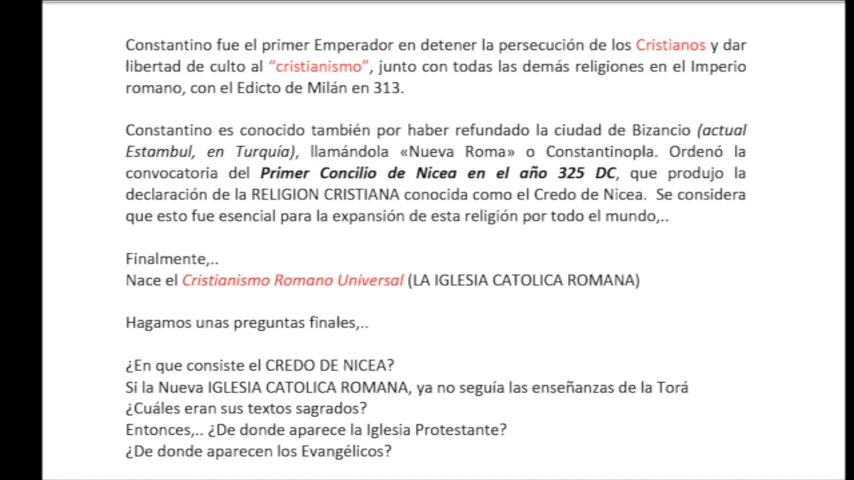 Constantino fue el primer Emperador en detener la persecución de los Cristianos y dar
libertad de culto al “cristianismo”, junto con todas las demás religiones en el Imperio
romano, con el Edicto de Milán en 313.
Constantino es conocido también por haber refundado la ciudad de Bizancio (actual
Estambul, en Turquía), llamándola «Nueva Roma» o Constantinopla. Ordenó la
convocatoria del Primer Concilio de Nicea en el año 325 DC, que produjo la
declaración de la RELIGION CRISTIANA conocida como el Credo de Nicea. Se considera
que esto fue esencial para la expansión de esta religión por todo el mundo,..
Finalmente,..
Nace el Cristianismo Romano Universal (LA IGLESIA CATOLICA ROMANA)
Hagamos unas preguntas finales,..
¿En que consiste el CREDO DE NICEA?
Si la Nueva IGLESIA CATOLICA ROMANA, ya no seguía las enseñanzas de la Torá
¿Cuáles eran sus textos sagrados?
Entonces,.. ¿De donde aparece la Iglesia Protestante?
¿De donde aparecen los Evangélicos?